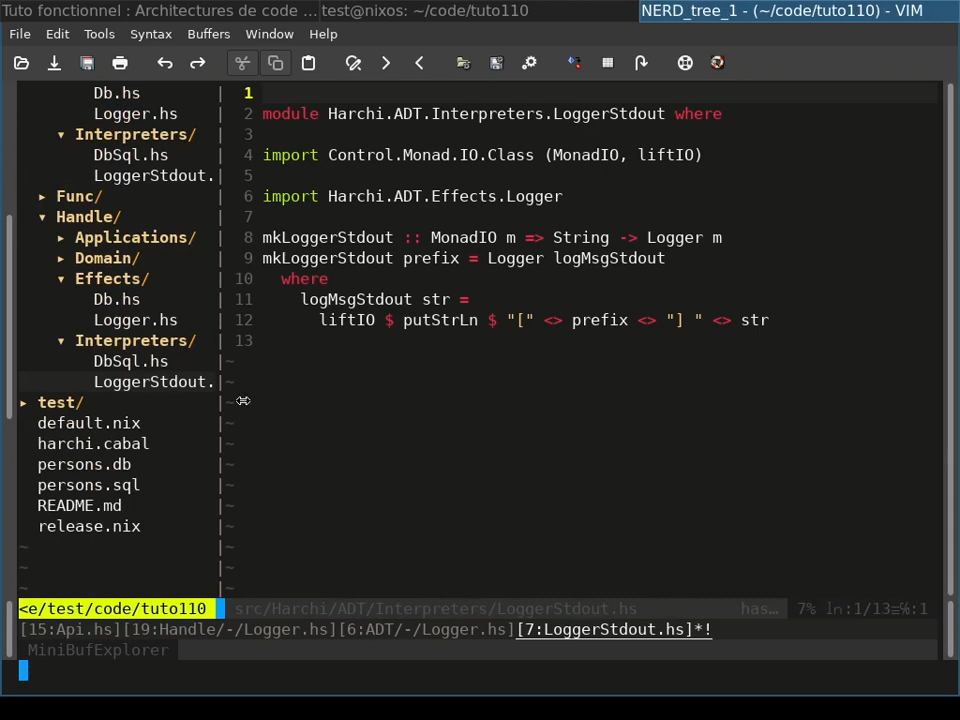 Tuto fonctionnel : Architectures de code ... test@nixos: ~/code/tuto110 NERD_tree_1 - (~/code/tuto110) - VIM
File Edit Tools Syntax Buffers Window Help
Db.hs | 1
Logger.hs | 2 module Harchi.ADT.Interpreters.LoggerStdout where
▾ Interpreters/ | 3
DbSql.hs | 4 import Control.Monad.IO.Class (MonadIO, liftIO)
LoggerStdout.| 5
▸ Func/ | 6 import Harchi.ADT.Effects.Logger
▾ Handle/ | 7
▸ Applications/ | 8 mkLoggerStdout :: MonadIO m => String -> Logger m
▸ Domain/ | 9 mkLoggerStdout prefix = Logger logMsgStdout
▾ Effects/ | 10 where
Db.hs | 11 logMsgStdout str =
Logger.hs | 12 liftIO $ putStrLn $ "[" <> prefix <> "] " <> str
▾ Interpreters/ | 13
DbSql.hs |~
LoggerStdout.|~
▸ test/ |~
default.nix |~
harchi.cabal |~
persons.db |~
persons.sql |~
README.md |~
release.nix |~
~ |~
~ |~
~ |~
<e/test/code/tuto110 src/Harchi/ADT/Interpreters/LoggerStdout.hs has… 7% ln:1/13≡℅:1
[15:Api.hs][19:Handle/-/Logger.hs][6:ADT/-/Logger.hs][7:LoggerStdout.hs]*!
MiniBufExplorer